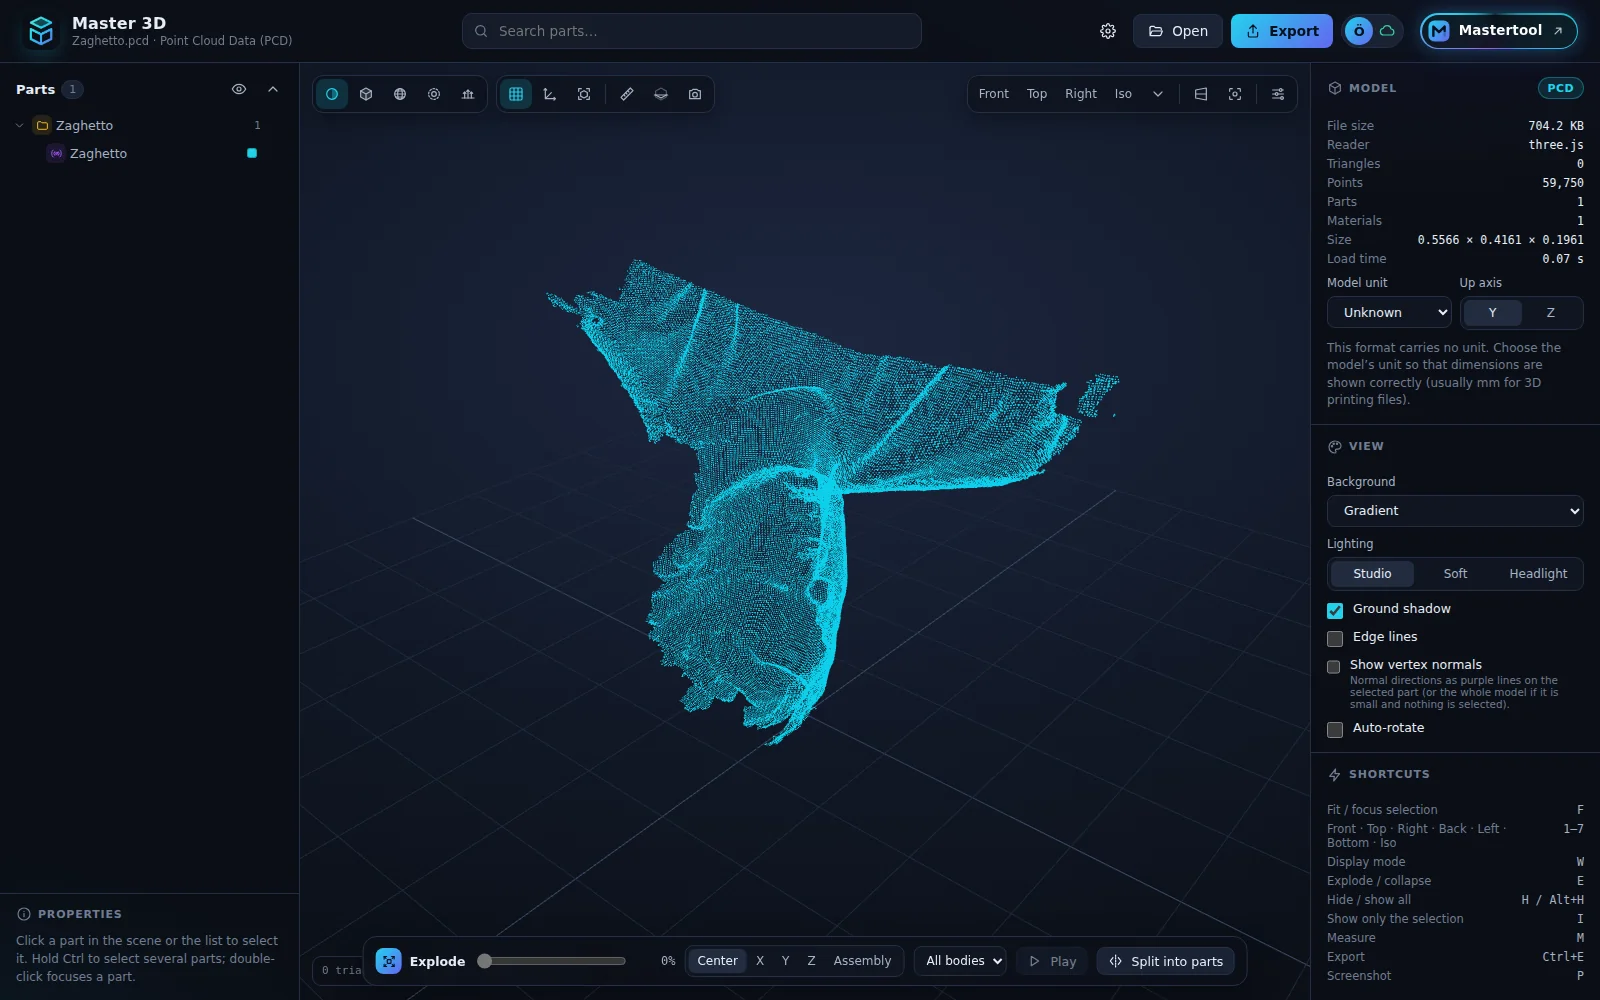 Master 3D
Zaghetto.pcd · Point Cloud Data (PCD)
Search parts…
Open
Export
ö
Mastertool
Parts 1
Zaghetto 1
Zaghetto
PROPERTIES
Click a part in the scene or the list to select
it. Hold Ctrl to select several parts; double-
click focuses a part.
Front Top Right Iso
0 tria
Explode 0% Center X Y Z Assembly All bodies Play Split into parts
MODEL PCD
File size 704.2 KB
Reader three.js
Triangles 0
Points 59,750
Parts 1
Materials 1
Size 0.5566 × 0.4161 × 0.1961
Load time 0.07 s
Model unit Up axis
Unknown Y Z
This format carries no unit. Choose the
model’s unit so that dimensions are
shown correctly (usually mm for 3D
printing files).
VIEW
Background
Gradient
Lighting
Studio Soft Headlight
Ground shadow
Edge lines
Show vertex normals
Normal directions as purple lines on the
selected part (or the whole model if it is
small and nothing is selected).
Auto-rotate
SHORTCUTS
Fit / focus selection F
Front · Top · Right · Back · Left · 1–7
Bottom · Iso
Display mode W
Explode / collapse E
Hide / show all H / Alt+H
Show only the selection I
Measure M
Export Ctrl+E
Screenshot P